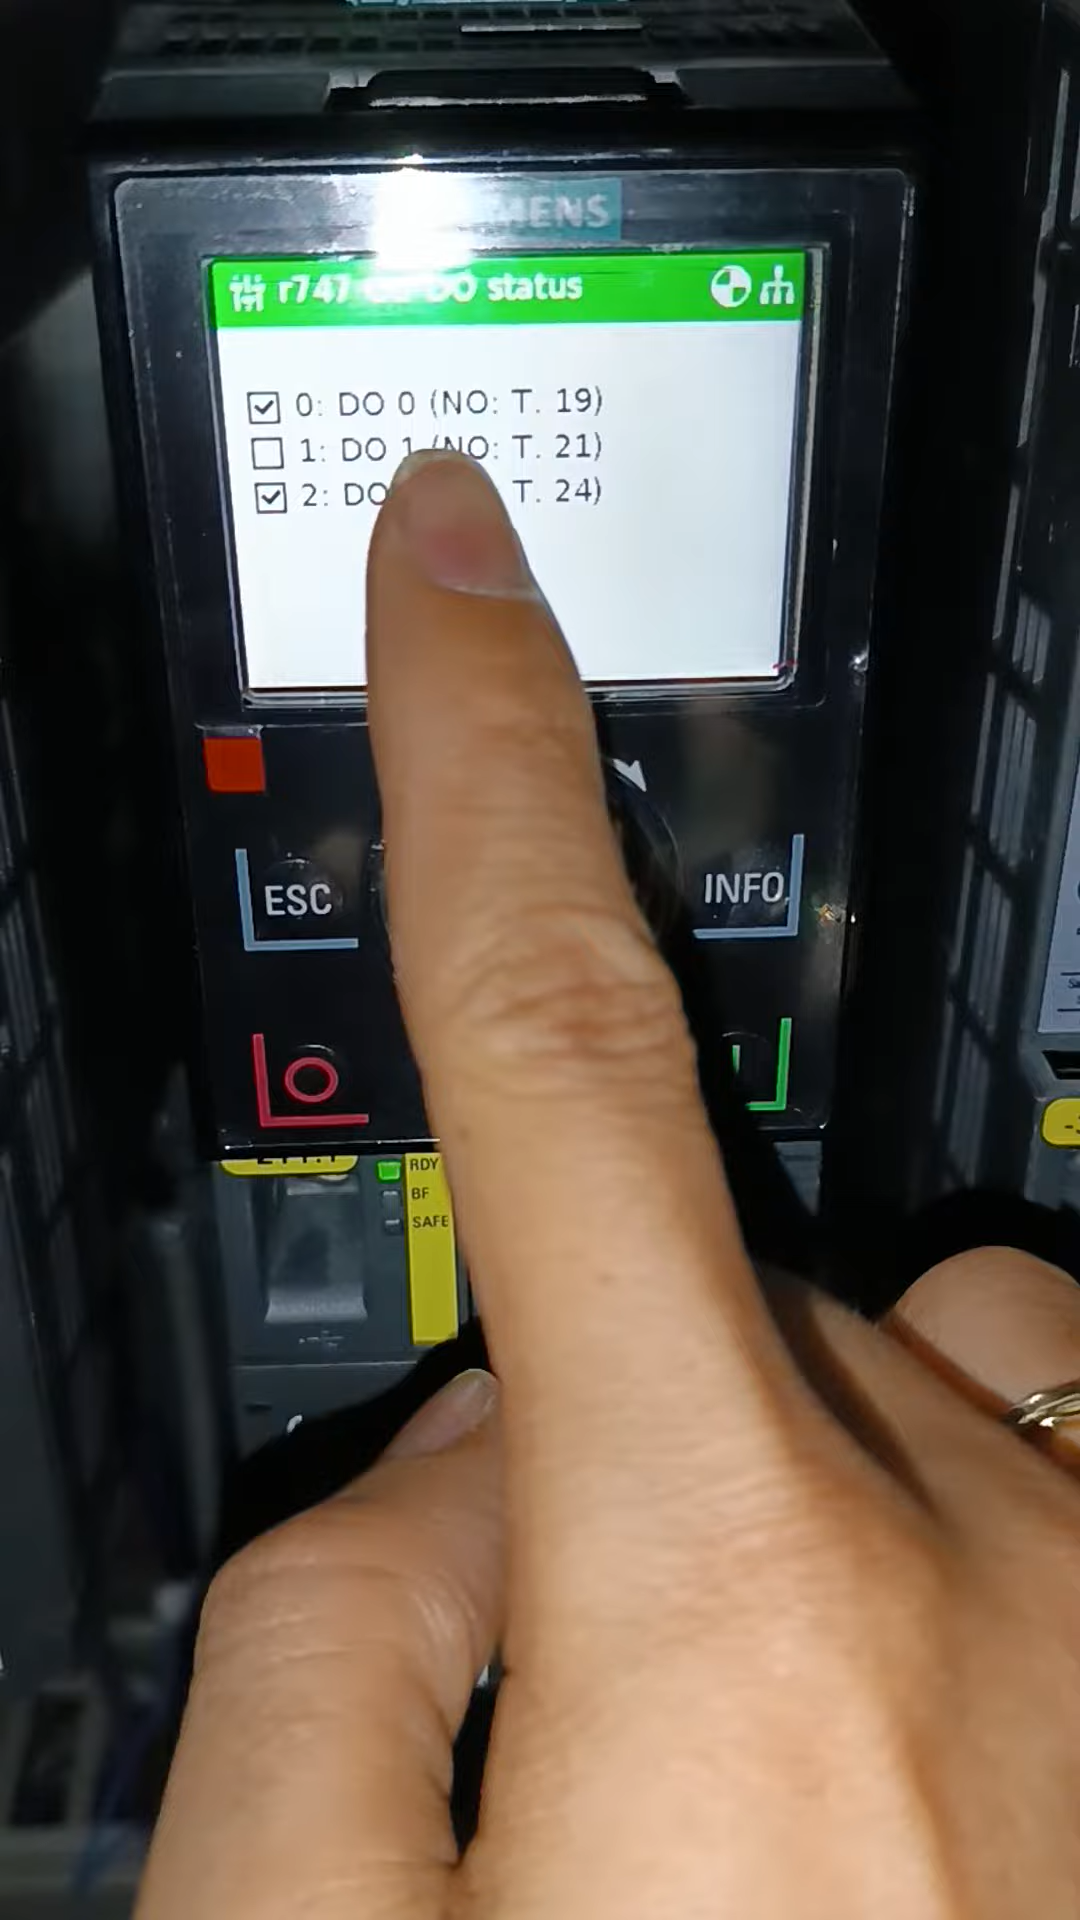 r747 DO status
0: DO 0 (NO: T. 19)
1: DO 1 (NO: T. 21)
2: DO T. 24)
ESC
INFO
RDY
BF
SAFE